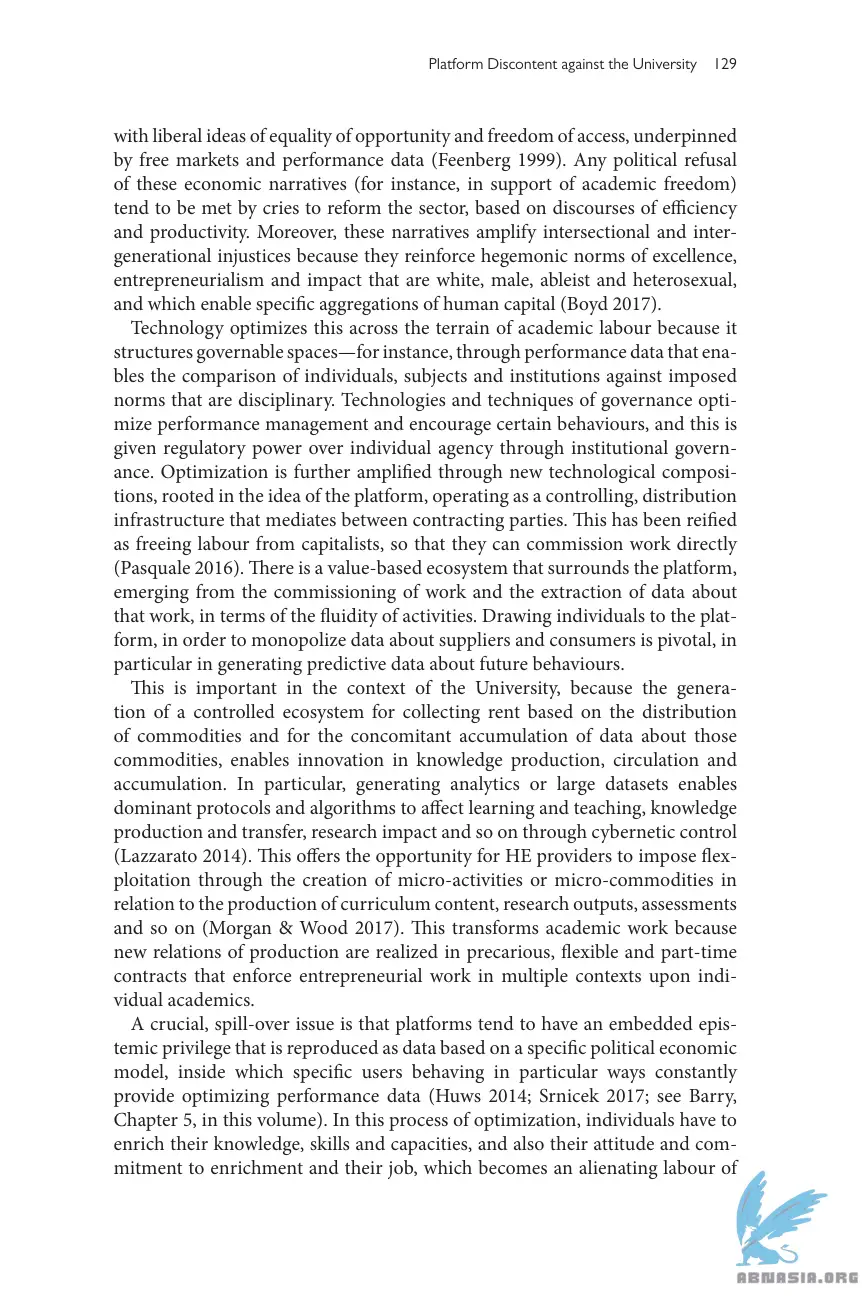 Platform Discontent against the University 129
with liberal ideas of equality of opportunity and freedom of access, underpinned
by free markets and performance data (Feenberg 1999). Any political refusal
of these economic narratives (for instance, in support of academic freedom)
tend to be met by cries to reform the sector, based on discourses of efficiency
and productivity. Moreover, these narratives amplify intersectional and inter-
generational injustices because they reinforce hegemonic norms of excellence,
entrepreneurialism and impact that are white, male, ableist and heterosexual,
and which enable specific aggregations of human capital (Boyd 2017).
Technology optimizes this across the terrain of academic labour because it
structures governable spaces—for instance, through performance data that ena-
bles the comparison of individuals, subjects and institutions against imposed
norms that are disciplinary. Technologies and techniques of governance opti-
mize performance management and encourage certain behaviours, and this is
given regulatory power over individual agency through institutional govern-
ance. Optimization is further amplified through new technological composi-
tions, rooted in the idea of the platform, operating as a controlling, distribution
infrastructure that mediates between contracting parties. This has been reified
as freeing labour from capitalists, so that they can commission work directly
(Pasquale 2016). There is a value-based ecosystem that surrounds the platform,
emerging from the commissioning of work and the extraction of data about
that work, in terms of the fluidity of activities. Drawing individuals to the plat-
form, in order to monopolize data about suppliers and consumers is pivotal, in
particular in generating predictive data about future behaviours.
This is important in the context of the University, because the genera-
tion of a controlled ecosystem for collecting rent based on the distribution
of commodities and for the concomitant accumulation of data about those
commodities, enables innovation in knowledge production, circulation and
accumulation. In particular, generating analytics or large datasets enables
dominant protocols and algorithms to affect learning and teaching, knowledge
production and transfer, research impact and so on through cybernetic control
(Lazzarato 2014). This offers the opportunity for HE providers to impose flex-
ploitation through the creation of micro-activities or micro-commodities in
relation to the production of curriculum content, research outputs, assessments
and so on (Morgan & Wood 2017). This transforms academic work because
new relations of production are realized in precarious, flexible and part-time
contracts that enforce entrepreneurial work in multiple contexts upon indi-
vidual academics.
A crucial, spill-over issue is that platforms tend to have an embedded epis-
temic privilege that is reproduced as data based on a specific political economic
model, inside which specific users behaving in particular ways constantly
provide optimizing performance data (Huws 2014; Srnicek 2017; see Barry,
Chapter 5, in this volume). In this process of optimization, individuals have to
enrich their knowledge, skills and capacities, and also their attitude and com-
mitment to enrichment and their job, which becomes an alienating labour of
ABNASIA.ORG